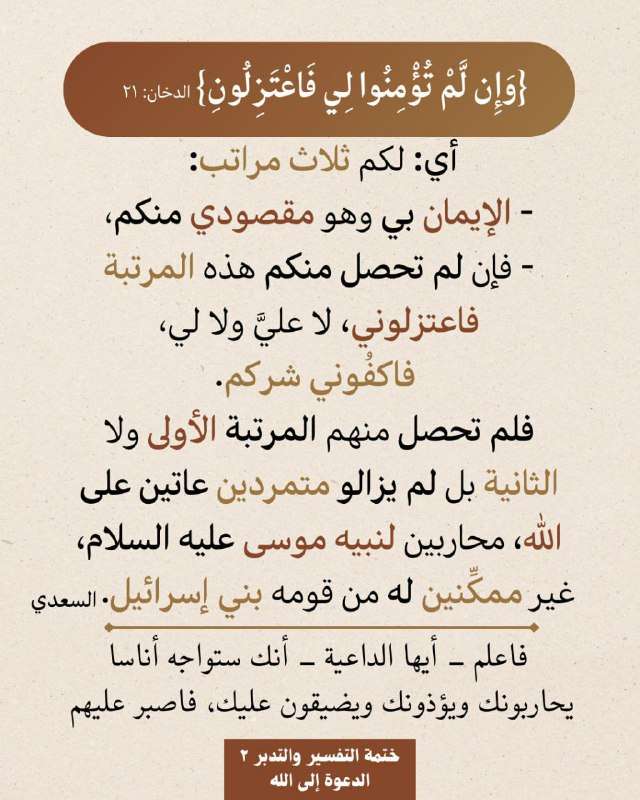 {وَإِن لَّمْ تُؤْمِنُوا لِي فَاعْتَزِلُونِ} الدخان: ٢١
أي: لكم ثلاث مراتب:
- الإيمان بي وهو مقصودي منكم،
- فإن لم تحصل منكم هذه المرتبة
فاعتزلوني، لا عليَّ ولا لي،
فاكفُوني شركم.
فلم تحصل منهم المرتبة الأولى ولا
الثانية بل لم يزالو متمردين عاتين على
الله، محاربين لنبيه موسى عليه السلام،
غير ممكِّنين له من قومه بني إسرائيل. السعدي
فاعلم – أيها الداعية – أنك ستواجه أناسا
يحاربونك ويؤذونك ويضيقون عليك، فاصبر عليهم
ختمة التفسير والتدبر ٢
الدعوة إلى الله